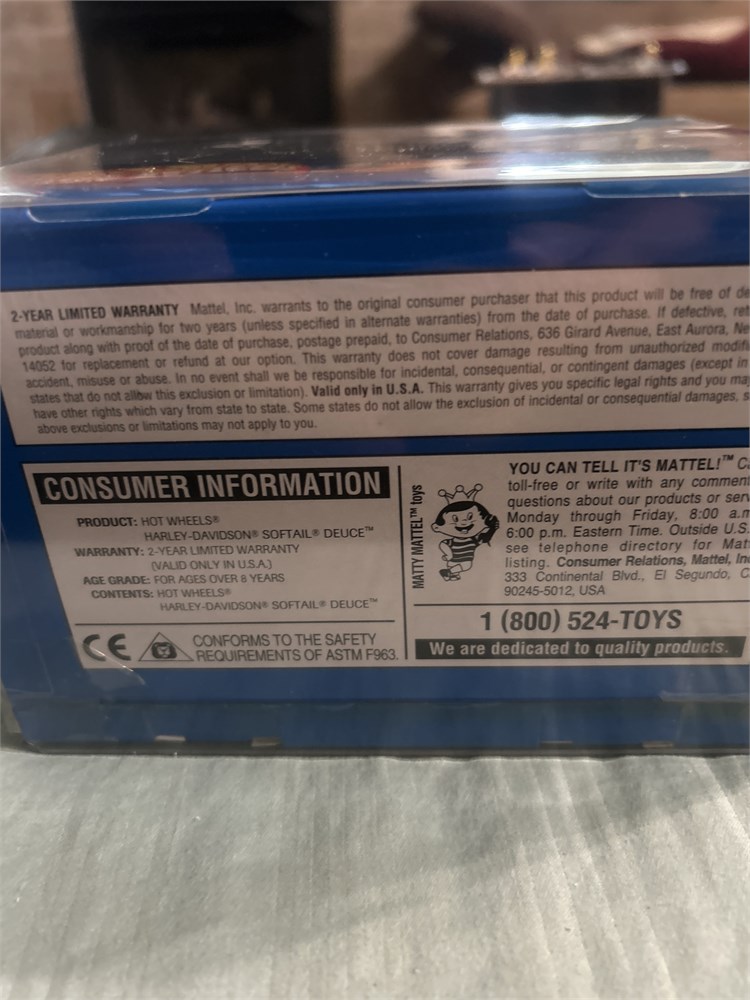 2-YEAR LIMITED WARRANTY Mattel, Inc. warrants to the original consumer purchaser that this product will be free of de
material or workmanship for two years (unless specified in alternate warranties) from the date of purchase. If defective, ret
product along with proof of the date of purchase, postage prepaid, to Consumer Relations, 636 Girard Avenue, East Aurora, Ne
14052 for replacement or refund at our option. This warranty does not cover damage resulting from unauthorized modifi
accident, misuse or abuse. In no event shall we be responsible for incidental, consequential, or contingent damages (except in
states that do not allow this exclusion or limitation). Valid only in U.S.A. This warranty gives you specific legal rights and you may
have other rights which vary from state to state. Some states do not allow the exclusion of incidental or consequential damages, s
above exclusions or limitations may not apply to you.
CONSUMER INFORMATION
PRODUCT: HOT WHEELS®
HARLEY-DAVIDSON® SOFTAIL® DEUCE™
WARRANTY: 2-YEAR LIMITED WARRANTY
(VALID ONLY IN U.S.A.)
AGE GRADE: FOR AGES OVER 8 YEARS
CONTENTS: HOT WHEELS®
HARLEY-DAVIDSON® SOFTAIL® DEUCE™
CE
CONFORMS TO THE SAFETY
REQUIREMENTS OF ASTM F963.
MATTY MATTEL™ toys
YOU CAN TELL IT'S MATTEL!™ Ca
toll-free or write with any comment
questions about our products or serv
Monday through Friday, 8:00 a.m
6:00 p.m. Eastern Time. Outside U.S.
see telephone directory for Matt
listing. Consumer Relations, Mattel, Inc
333 Continental Blvd., El Segundo, C
90245-5012, USA
1 (800) 524-TOYS
We are dedicated to quality products.